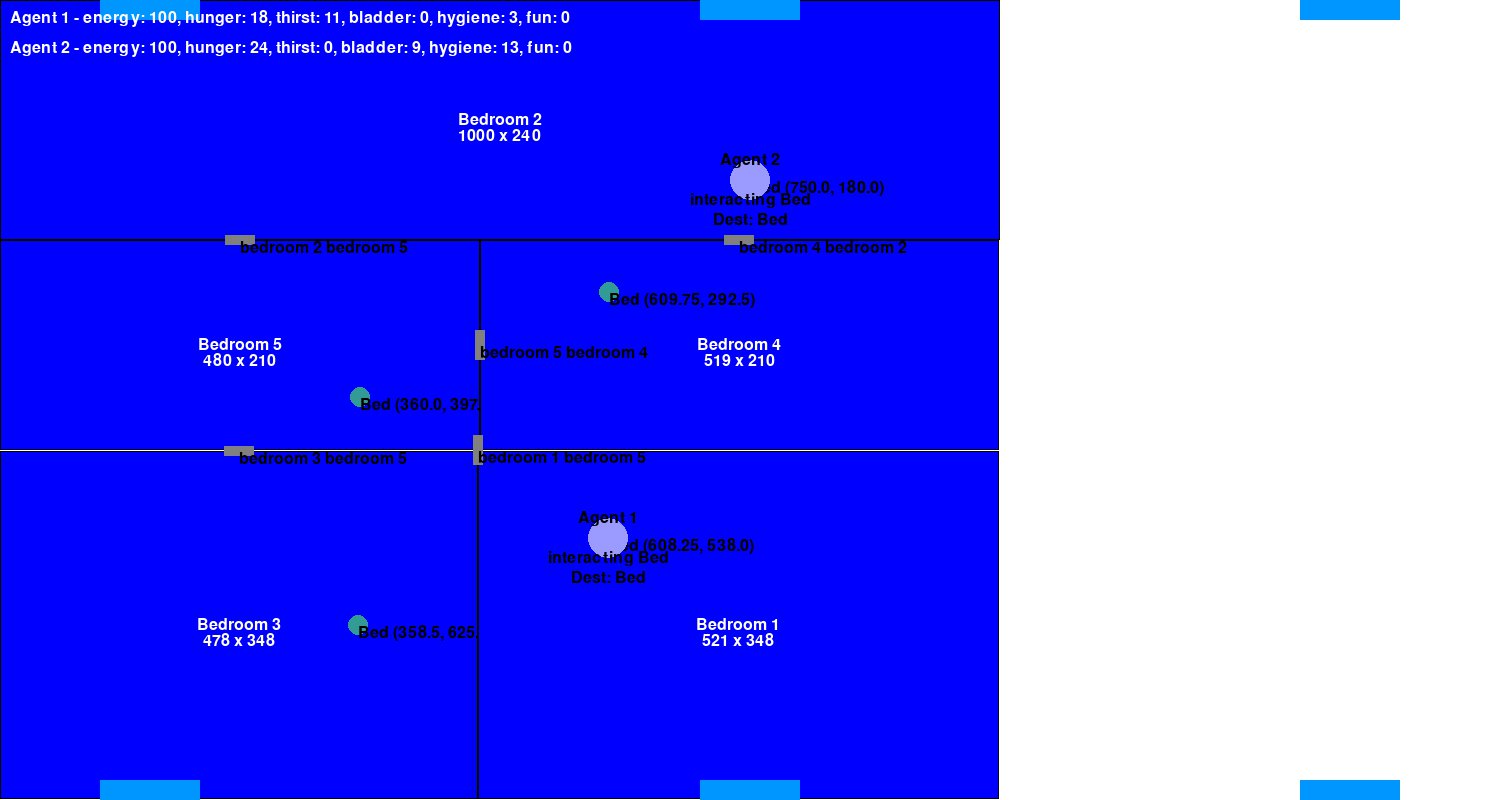 Agent 1 - energy: 100, hunger: 18, thirst: 11, bladder: 0, hygiene: 3, fun: 0
Agent 2 - energy: 100, hunger: 24, thirst: 0, bladder: 9, hygiene: 13, fun: 0
Bedroom 2
1000 x 240
Agent 2
ed (750.0, 180.0)
interacting Bed
Dest: Bed
bedroom 2 bedroom 5
bedroom 4 bedroom 2
Bed (609.75, 292.5)
Bedroom 5
480 x 210
bedroom 5 bedroom 4
Bedroom 4
519 x 210
Bed (360.0, 397.
bedroom 3 bedroom 5
bedroom 1 bedroom 5
Agent 1
ed (608.25, 538.0)
interacting Bed
Dest: Bed
Bedroom 3
478 x 348
Bed (358.5, 625.
Bedroom 1
521 x 348